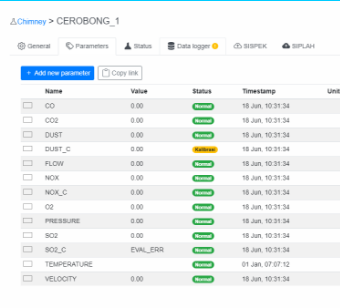 Chimney > CEROBONG_1
General Parameters Status Data logger SISPEK SIPLAH
+ Add new parameter Copy link
Name Value Status Timestamp Unit
CO 0.00 Normal 18 Jun, 10:31:34
CO2 0.00 Normal 18 Jun, 10:31:34
DUST 0.00 Normal 18 Jun, 10:31:34
DUST_C 0.00 Kalibrasi 18 Jun, 10:31:34
FLOW 0.00 Normal 18 Jun, 10:31:34
NOX 0.00 Normal 18 Jun, 10:31:34
NOX_C 0.00 Normal 18 Jun, 10:31:34
O2 0.00 Normal 18 Jun, 10:31:34
PRESSURE 0.00 Normal 18 Jun, 10:31:34
SO2 0.00 Normal 18 Jun, 10:31:34
SO2_C EVAL_ERR Normal 18 Jun, 10:31:34
TEMPERATURE Normal 01 Jan, 07:07:12
VELOCITY 0.00 Normal 18 Jun, 10:31:34